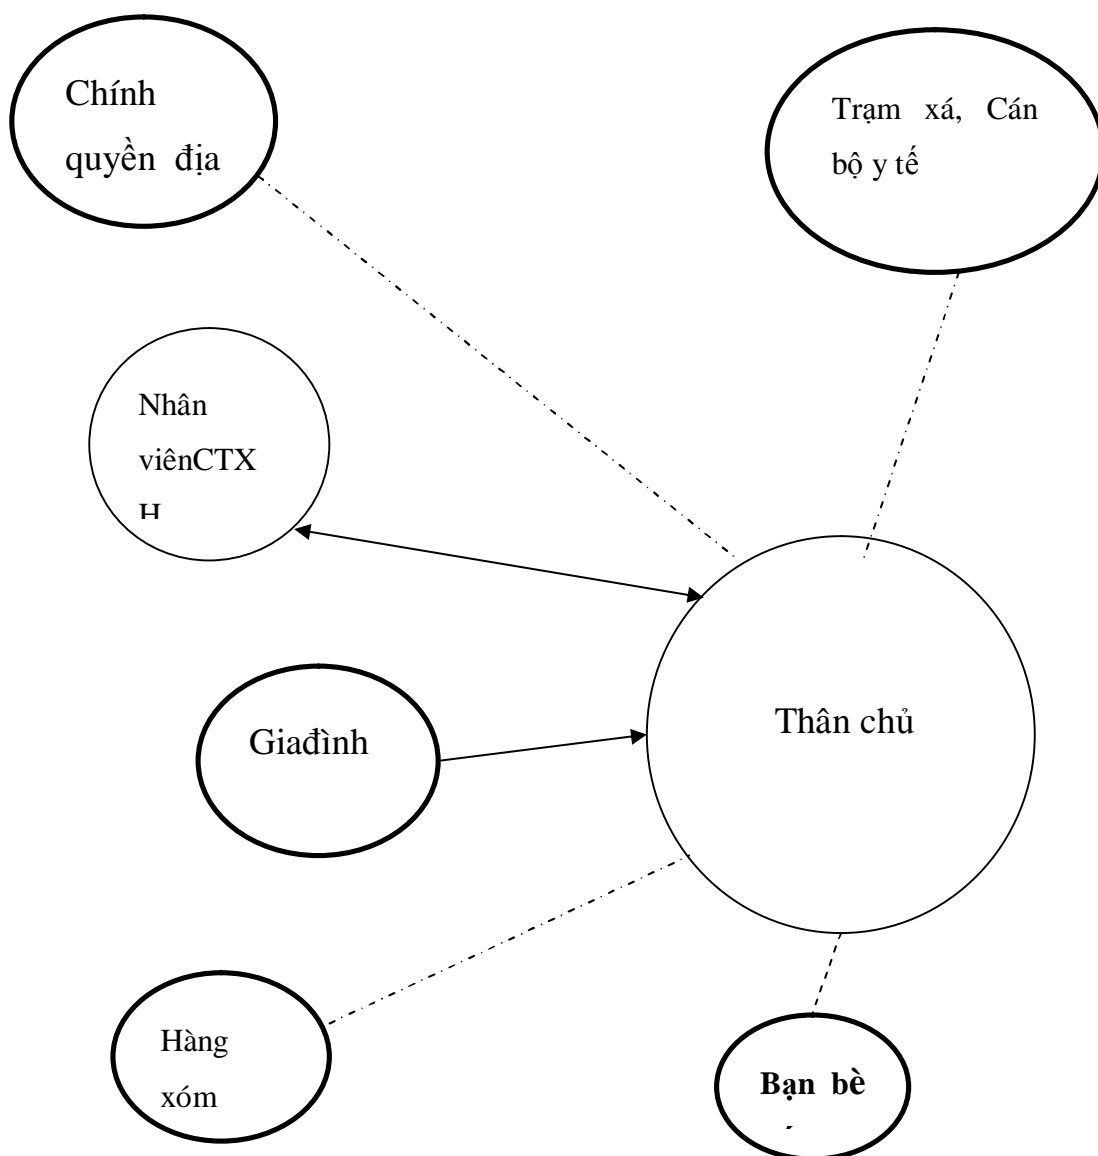 Chính
quyền địa
Trạm xá, Cán
bộ y tế
Nhân
viênCTX
H
Giađình
Thân chủ
Hàng
xóm
Bạn bè